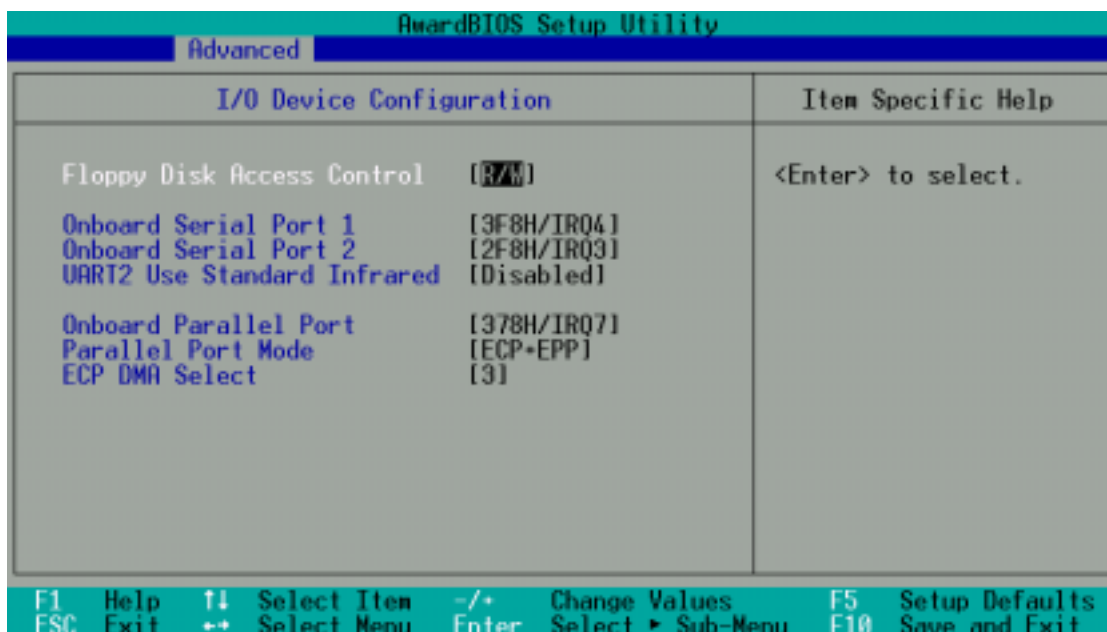 AwardBIOS Setup Utility
Advanced
I/O Device Configuration
Item Specific Help
Floppy Disk Access Control [R/W]
<Enter> to select.
Onboard Serial Port 1 [3F8H/IRQ4]
Onboard Serial Port 2 [2F8H/IRQ3]
UART2 Use Standard Infrared [Disabled]
Onboard Parallel Port [378H/IRQ7]
Parallel Port Mode [ECP+EPP]
ECP DMA Select [3]
F1 Help ↑↓ Select Item -/+ Change Values F5 Setup Defaults
ESC Exit ←→ Select Menu Enter Select ► Sub-Menu F10 Save and Exit